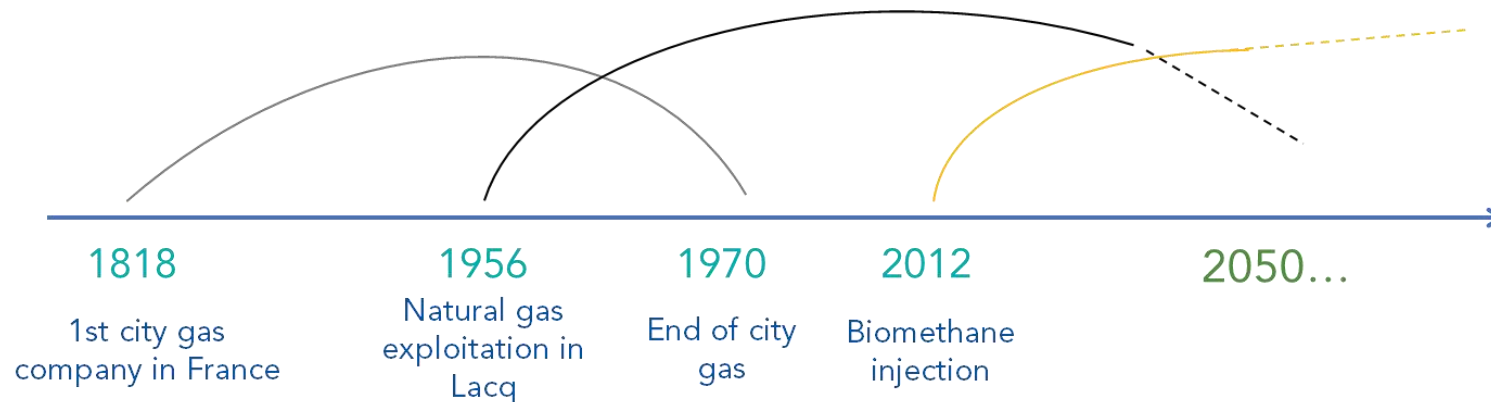 1818
1st city gas
company in France
1956
Natural gas
exploitation in
Lacq
1970
End of city
gas
2012
Biomethane
injection
2050...